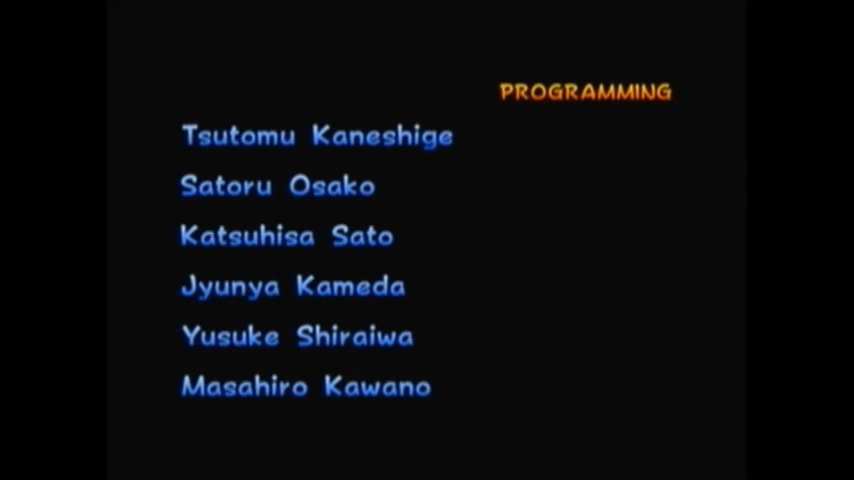 PROGRAMMING
Tsutomu Kaneshige
Satoru Osako
Katsuhisa Sato
Jyunya Kameda
Yusuke Shiraiwa
Masahiro Kawano